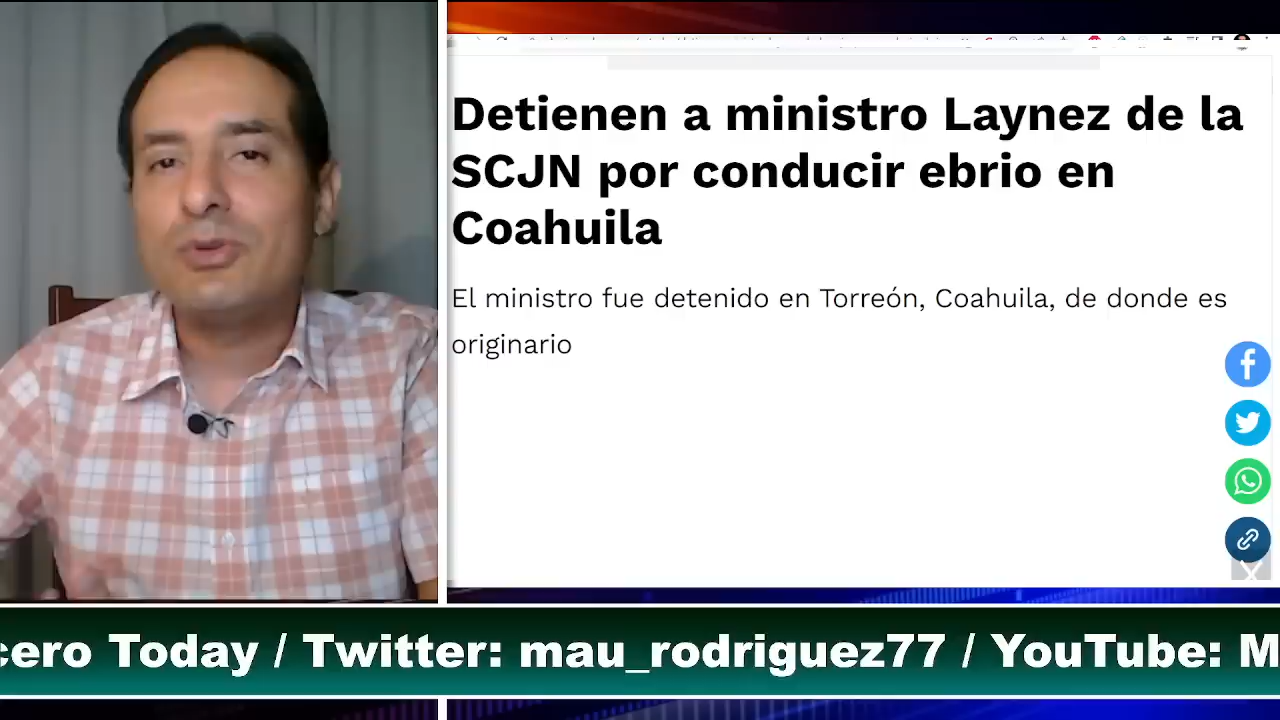 Detienen a ministro Laynez de la
SCJN por conducir ebrio en
Coahuila
El ministro fue detenido en Torreón, Coahuila, de donde es
originario
cero Today / Twitter: mau_rodriguez77 / YouTube: M